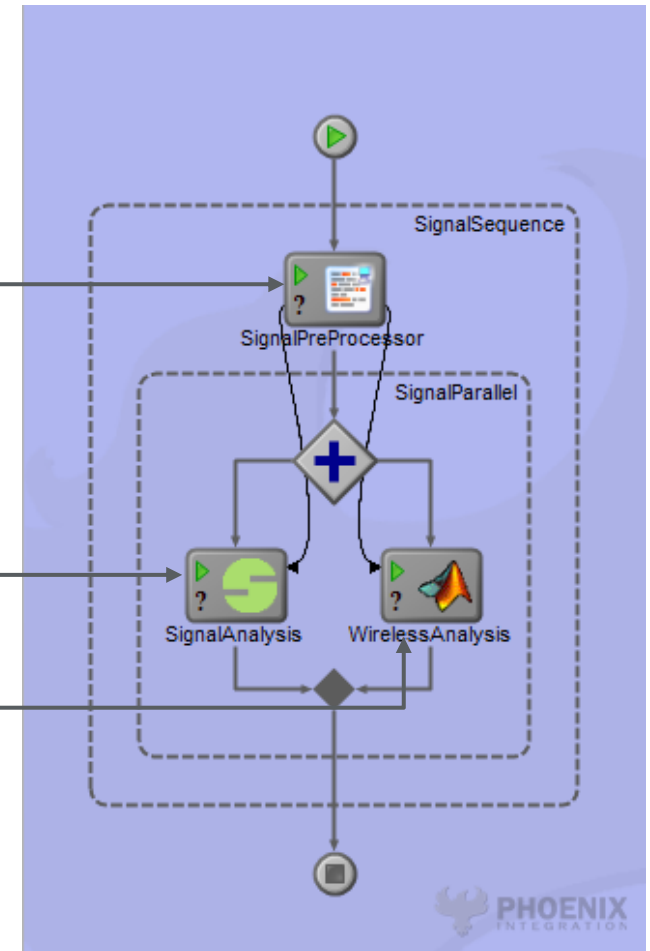 SignalSequence
?
SignalPreProcessor
SignalParallel
?
SignalAnalysis
?
WirelessAnalysis
PHOENIX
INTEGRATION